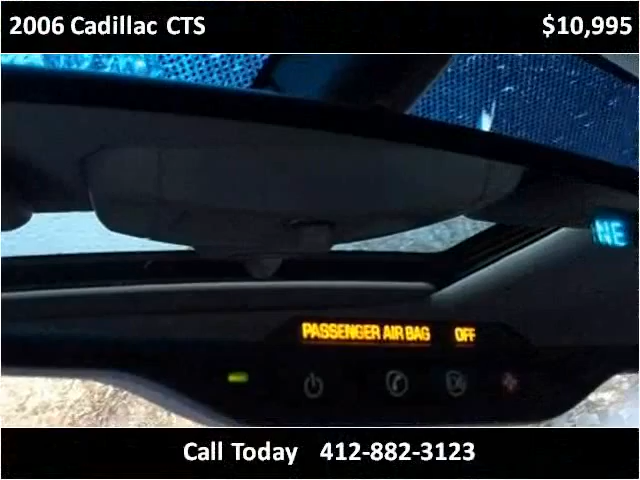 2006 Cadillac CTS $10,995
NE
PASSENGER AIR BAG OFF
Call Today 412-882-3123